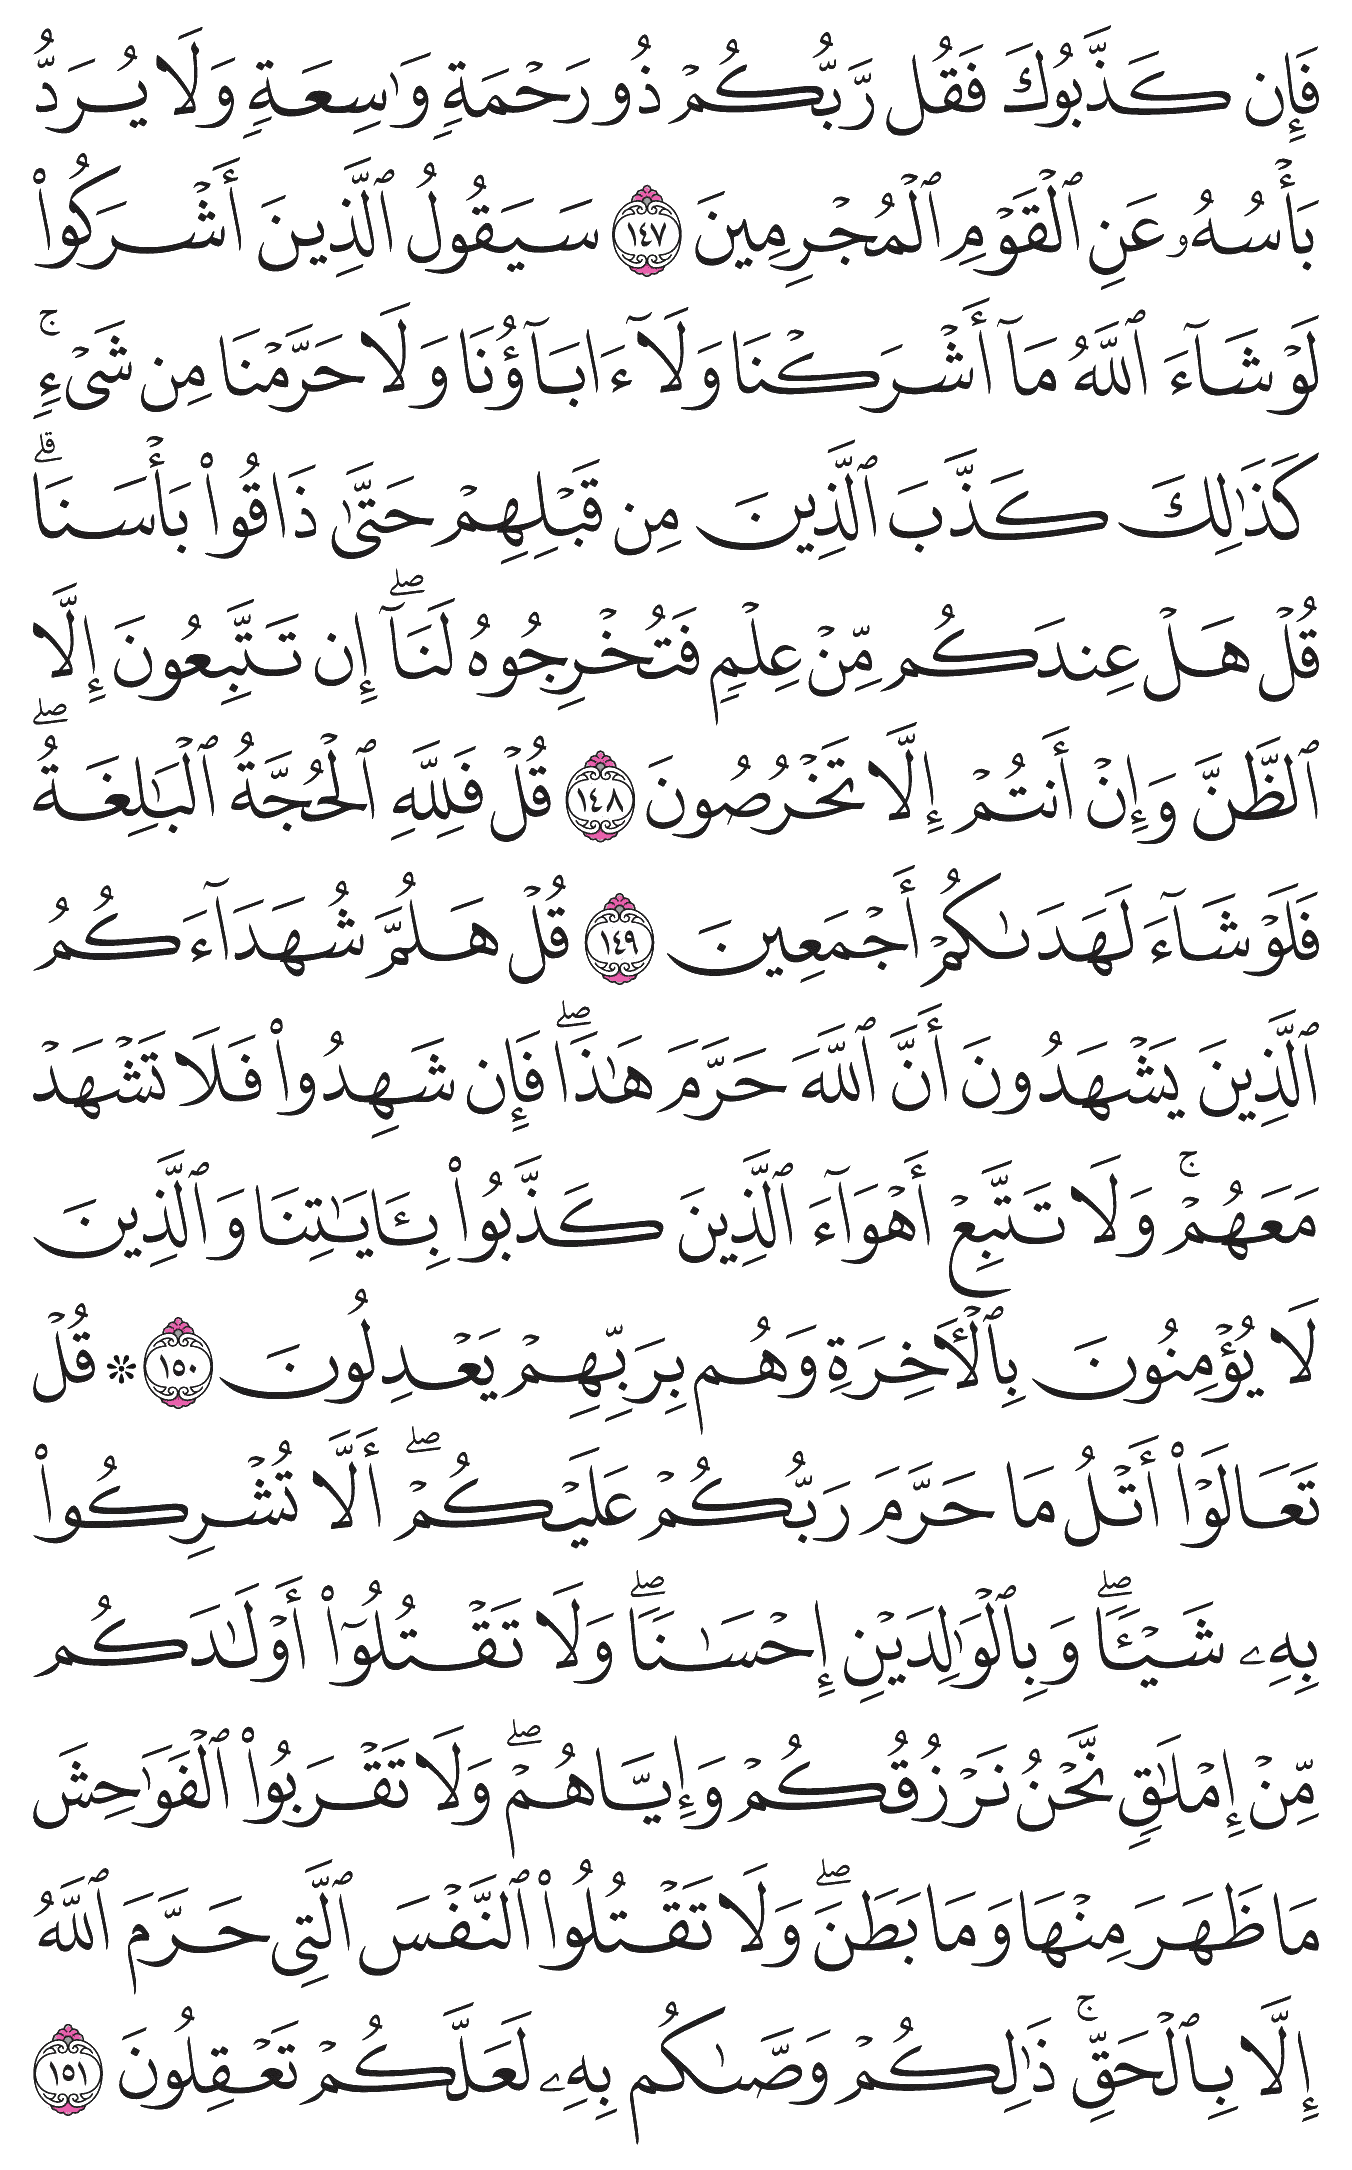 فَإِن كَذَّبُوكَ فَقُل رَّبُّكُمۡ ذُو رَحۡمَةٖ وَٰسِعَةٖ وَلَا يُرَدُّ
بَأۡسُهُۥ عَنِ ٱلۡقَوۡمِ ٱلۡمُجۡرِمِينَ ١٤٧ سَيَقُولُ ٱلَّذِينَ أَشۡرَكُواْ
لَوۡ شَآءَ ٱللَّهُ مَآ أَشۡرَكۡنَا وَلَآ ءَابَآؤُنَا وَلَا حَرَّمۡنَا مِن شَيۡءٖۚ
كَذَٰلِكَ كَذَّبَ ٱلَّذِينَ مِن قَبۡلِهِمۡ حَتَّىٰ ذَاقُواْ بَأۡسَنَاۗ
قُلۡ هَلۡ عِندَكُم مِّنۡ عِلۡمٖ فَتُخۡرِجُوهُ لَنَآۖ إِن تَتَّبِعُونَ إِلَّا
ٱلظَّنَّ وَإِنۡ أَنتُمۡ إِلَّا تَخۡرُصُونَ ١٤٨ قُلۡ فَلِلَّهِ ٱلۡحُجَّةُ ٱلۡبَٰلِغَةُۖ
فَلَوۡ شَآءَ لَهَدَىٰكُمۡ أَجۡمَعِينَ ١٤٩ قُلۡ هَلُمَّ شُهَدَآءَكُمُ
ٱلَّذِينَ يَشۡهَدُونَ أَنَّ ٱللَّهَ حَرَّمَ هَٰذَاۖ فَإِن شَهِدُواْ فَلَا تَشۡهَدۡ
مَعَهُمۡۚ وَلَا تَتَّبِعۡ أَهۡوَآءَ ٱلَّذِينَ كَذَّبُواْ بِـَٔايَٰتِنَا وَٱلَّذِينَ
لَا يُؤۡمِنُونَ بِٱلۡأٓخِرَةِ وَهُم بِرَبِّهِمۡ يَعۡدِلُونَ ١٥٠ ۞ قُلۡ
تَعَالَوۡاْ أَتۡلُ مَا حَرَّمَ رَبُّكُمۡ عَلَيۡكُمۡۖ أَلَّا تُشۡرِكُواْ
بِهِۦ شَيۡـٔٗاۖ وَبِٱلۡوَٰلِدَيۡنِ إِحۡسَٰنٗاۖ وَلَا تَقۡتُلُوٓاْ أَوۡلَٰدَكُم
مِّنۡ إِمۡلَٰقٖ نَّحۡنُ نَرۡزُقُكُمۡ وَإِيَّاهُمۡۖ وَلَا تَقۡرَبُواْ ٱلۡفَوَٰحِشَ
مَا ظَهَرَ مِنۡهَا وَمَا بَطَنَۖ وَلَا تَقۡتُلُواْ ٱلنَّفۡسَ ٱلَّتِي حَرَّمَ ٱللَّهُ
إِلَّا بِٱلۡحَقِّۚ ذَٰلِكُمۡ وَصَّىٰكُم بِهِۦ لَعَلَّكُمۡ تَعۡقِلُونَ ١٥١